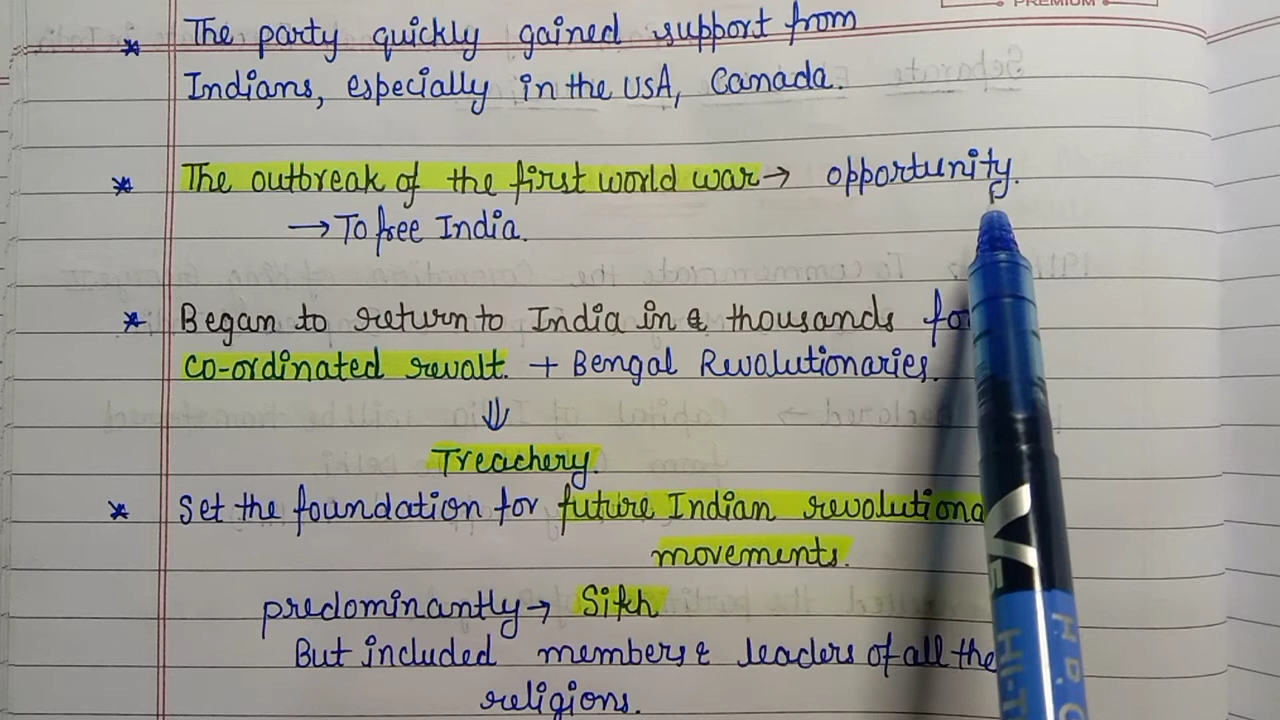 PREMIUM
* The party quickly gained support from
Indians, especially in the USA, Canada.
* The outbreak of the first world war → opportunity.
→ To free India.
* Began to return to India in thousands
co-ordinated revolt. + Bengal Revolutionaries.
⇓
Treachery.
* Set the foundation for future Indian
movements.
predominantly → Sikh
But included members & leaders of all the
religions.
V5